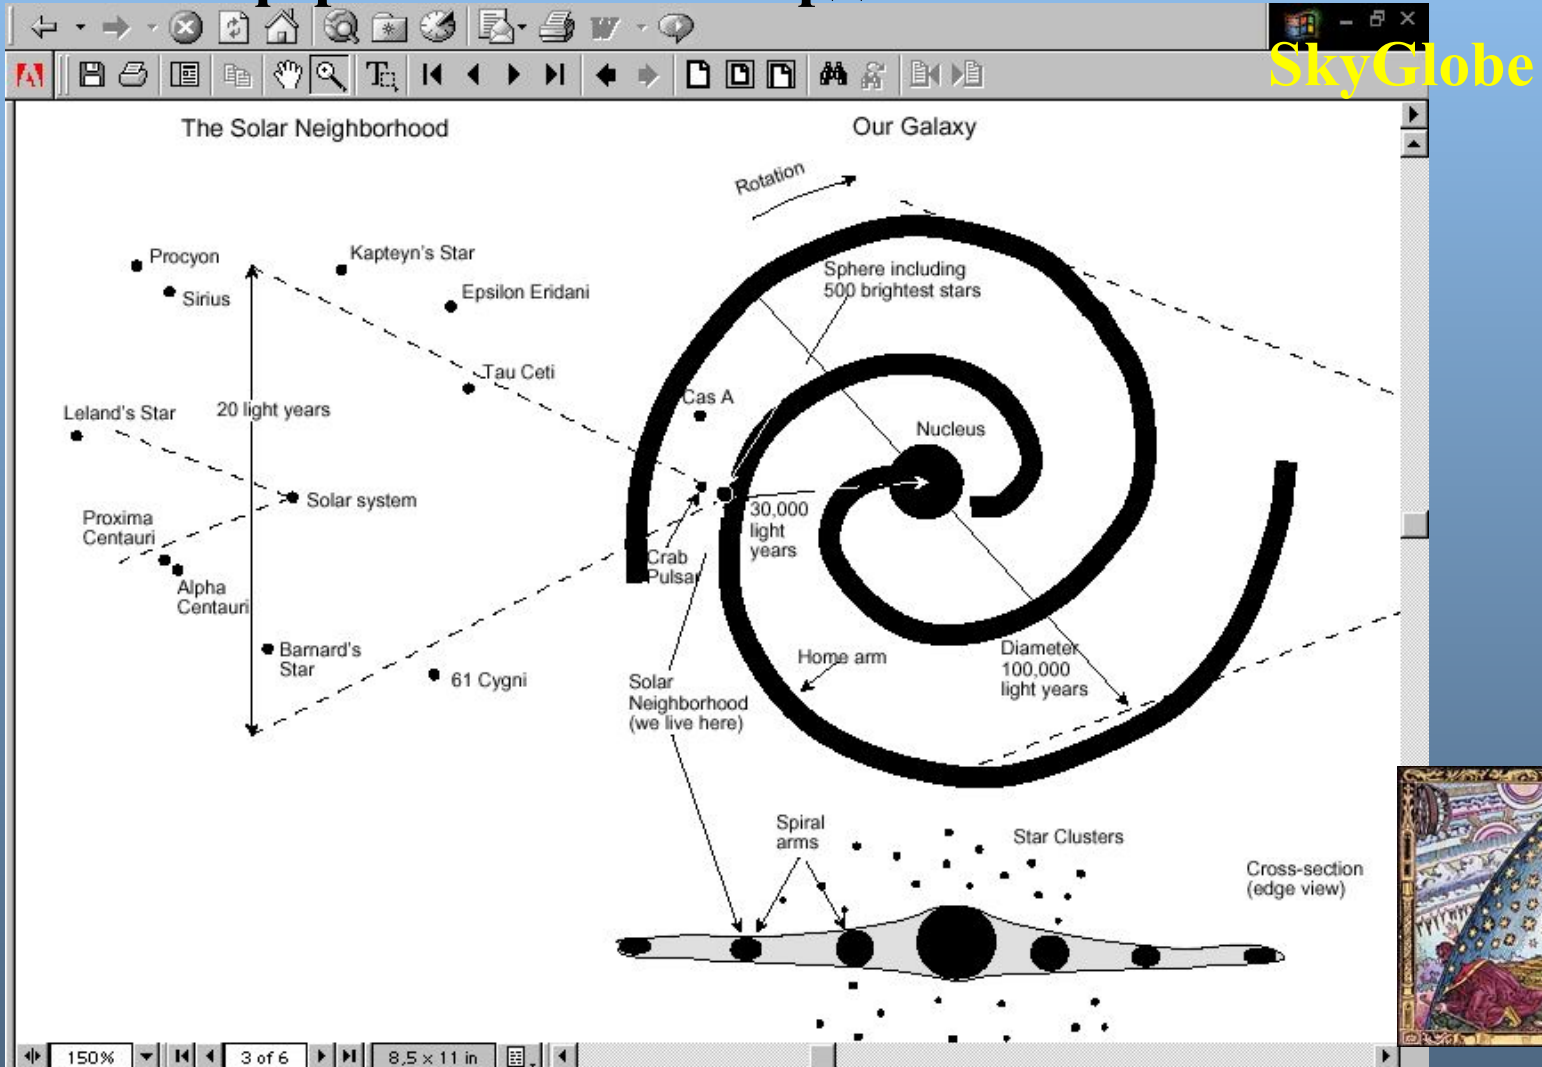 SkyGlobe
The Solar Neighborhood
Our Galaxy
Rotation
Procyon
Sirius
Kapteyn's Star
Epsilon Eridani
Tau Ceti
Leland's Star
20 light years
Solar system
Proxima
Centauri
Alpha
Centauri
Barnard's
Star
61 Cygni
Sphere including
500 brightest stars
Cas A
Nucleus
30,000
light
years
Crab
Pulsar
Home arm
Diameter
100,000
light years
Solar
Neighborhood
(we live here)
Spiral
arms
Star Clusters
Cross-section
(edge view)
150%
3 of 6
8,5 x 11 in